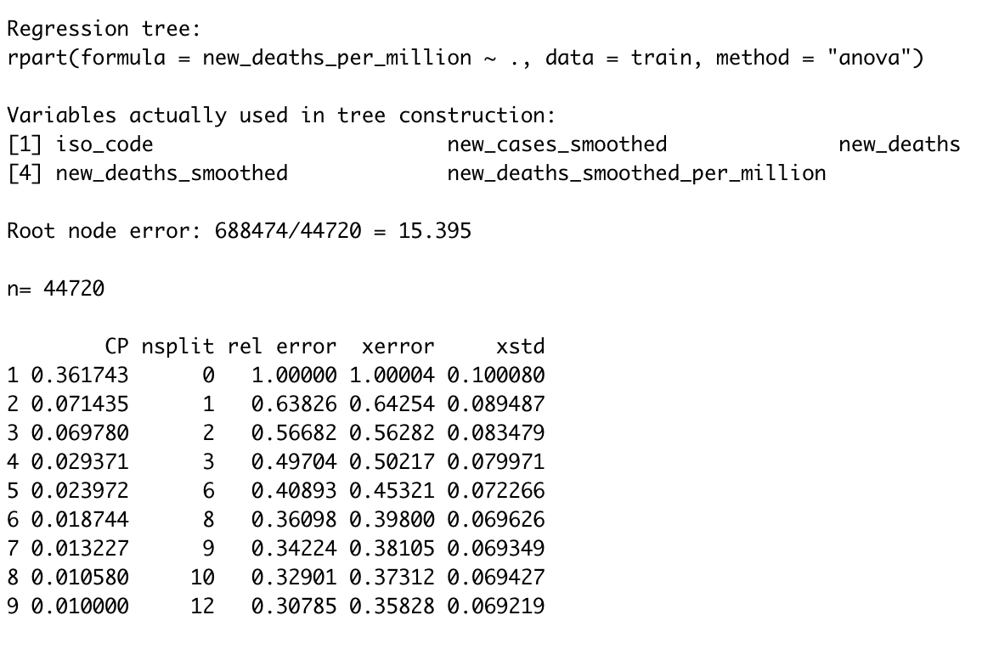 Regression tree:
rpart(formula = new_deaths_per_million ~ ., data = train, method = "anova")
Variables actually used in tree construction:
[1] iso_code new_cases_smoothed new_deaths
[4] new_deaths_smoothed new_deaths_smoothed_per_million
Root node error: 688474/44720 = 15.395
n= 44720
CP nsplit rel error xerror xstd
1 0.361743 0 1.00000 1.00004 0.100080
2 0.071435 1 0.63826 0.64254 0.089487
3 0.069780 2 0.56682 0.56282 0.083479
4 0.029371 3 0.49704 0.50217 0.079971
5 0.023972 6 0.40893 0.45321 0.072266
6 0.018744 8 0.36098 0.39800 0.069626
7 0.013227 9 0.34224 0.38105 0.069349
8 0.010580 10 0.32901 0.37312 0.069427
9 0.010000 12 0.30785 0.35828 0.069219